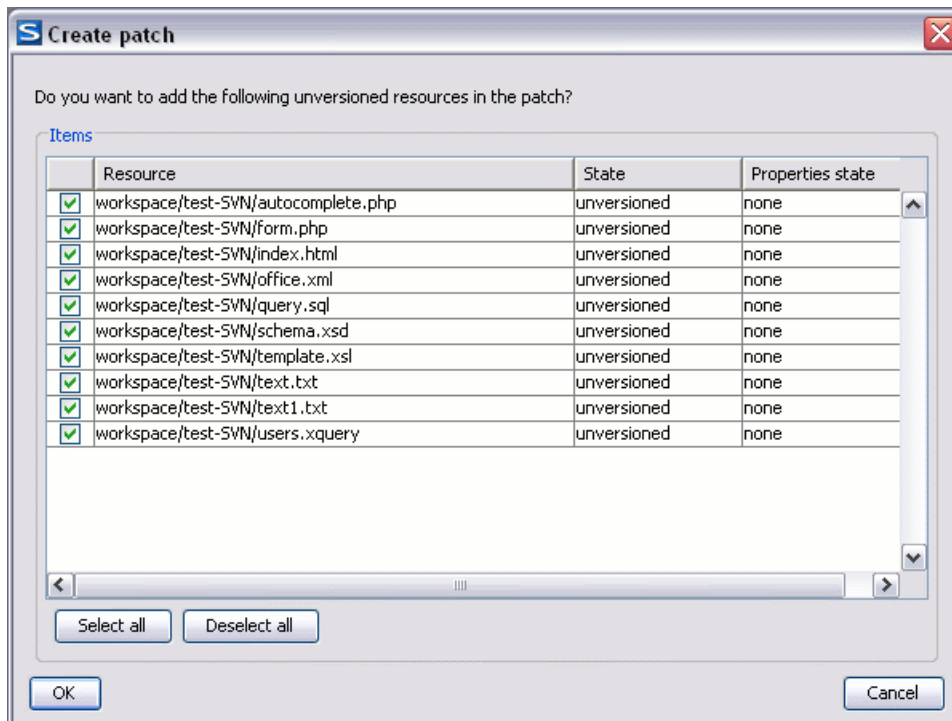 S Create patch
Do you want to add the following unversioned resources in the patch?
Items
Resource State Properties state
workspace/test-SVN/autocomplete.php unversioned none
workspace/test-SVN/form.php unversioned none
workspace/test-SVN/index.html unversioned none
workspace/test-SVN/office.xml unversioned none
workspace/test-SVN/query.sql unversioned none
workspace/test-SVN/schema.xsd unversioned none
workspace/test-SVN/template.xsl unversioned none
workspace/test-SVN/text.txt unversioned none
workspace/test-SVN/text1.txt unversioned none
workspace/test-SVN/users.xquery unversioned none
Select all Deselect all
OK Cancel